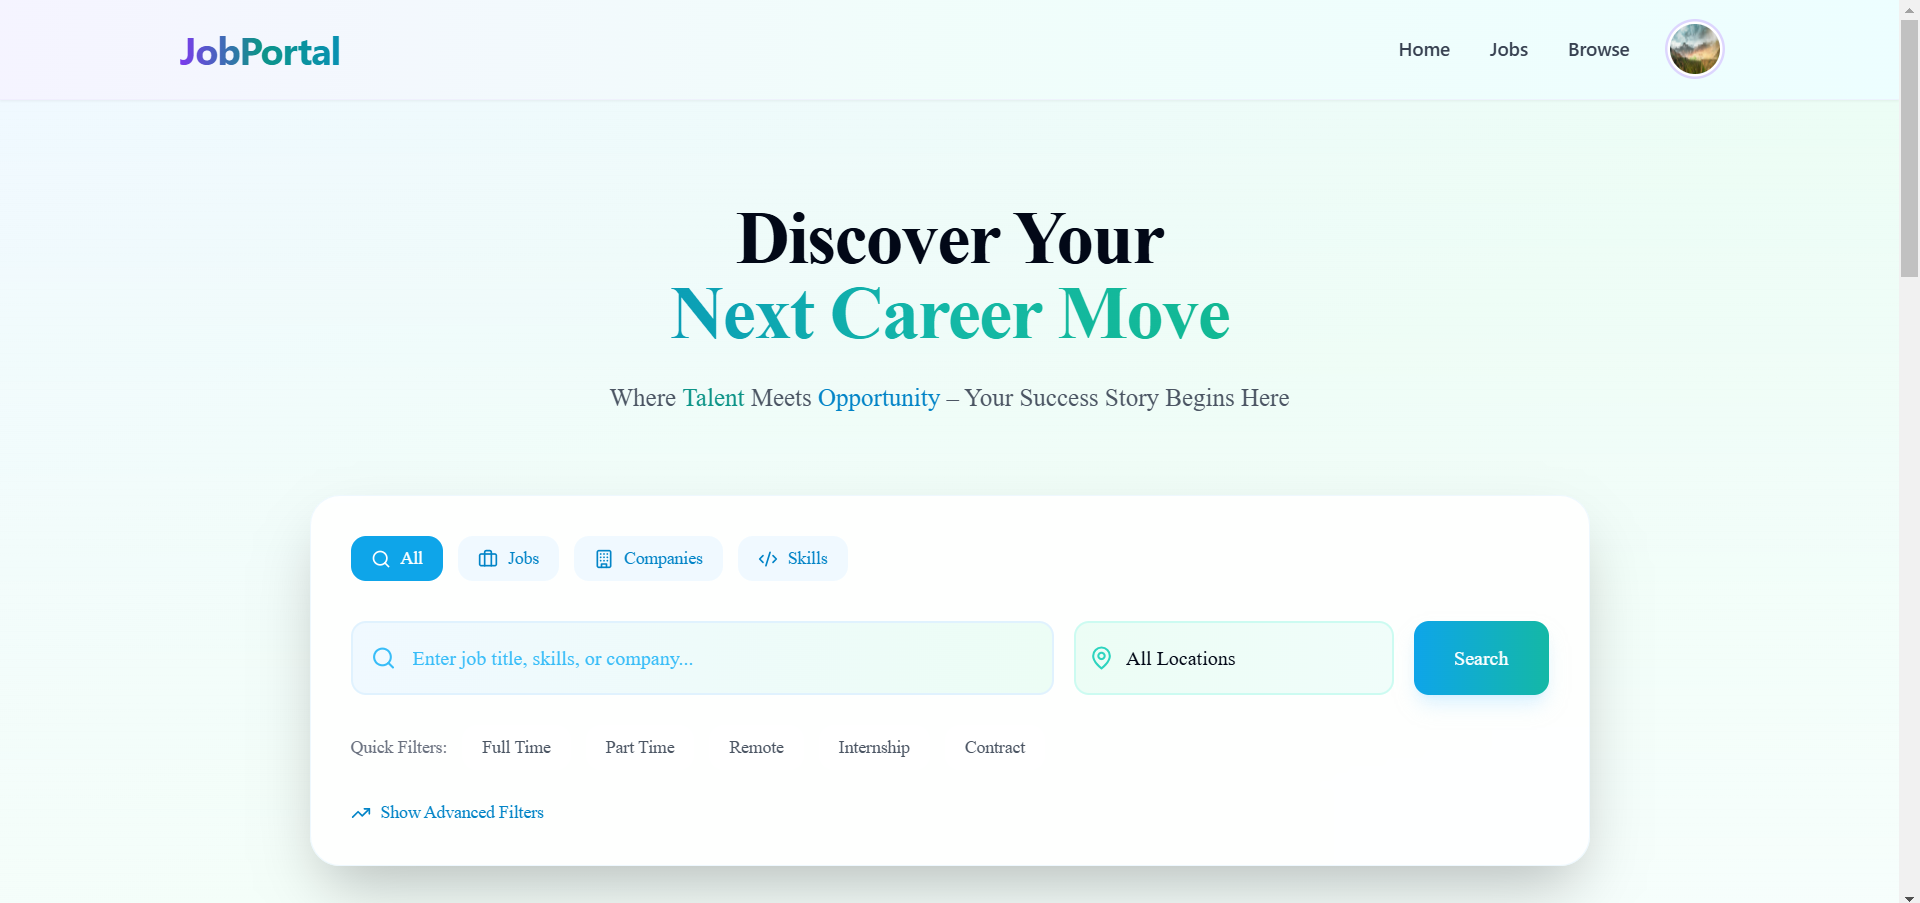 JobPortal
Home Jobs Browse
Discover Your
Next Career Move
Where Talent Meets Opportunity – Your Success Story Begins Here
All Jobs Companies Skills
Enter job title, skills, or company... All Locations Search
Quick Filters: Full Time Part Time Remote Internship Contract
Show Advanced Filters